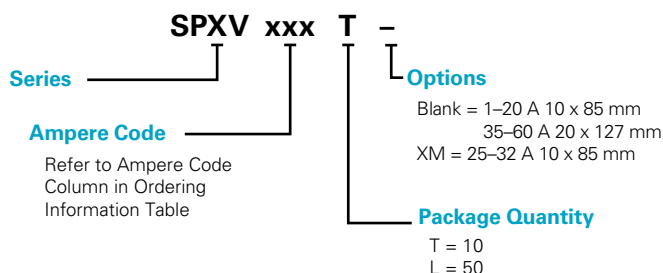 SPXV xxx T –
Series
Options
Blank = 1–20 A 10 x 85 mm
35–60 A 20 x 127 mm
XM = 25–32 A 10 x 85 mm
Ampere Code
Refer to Ampere Code
Column in Ordering
Information Table
Package Quantity
T = 10
L = 50